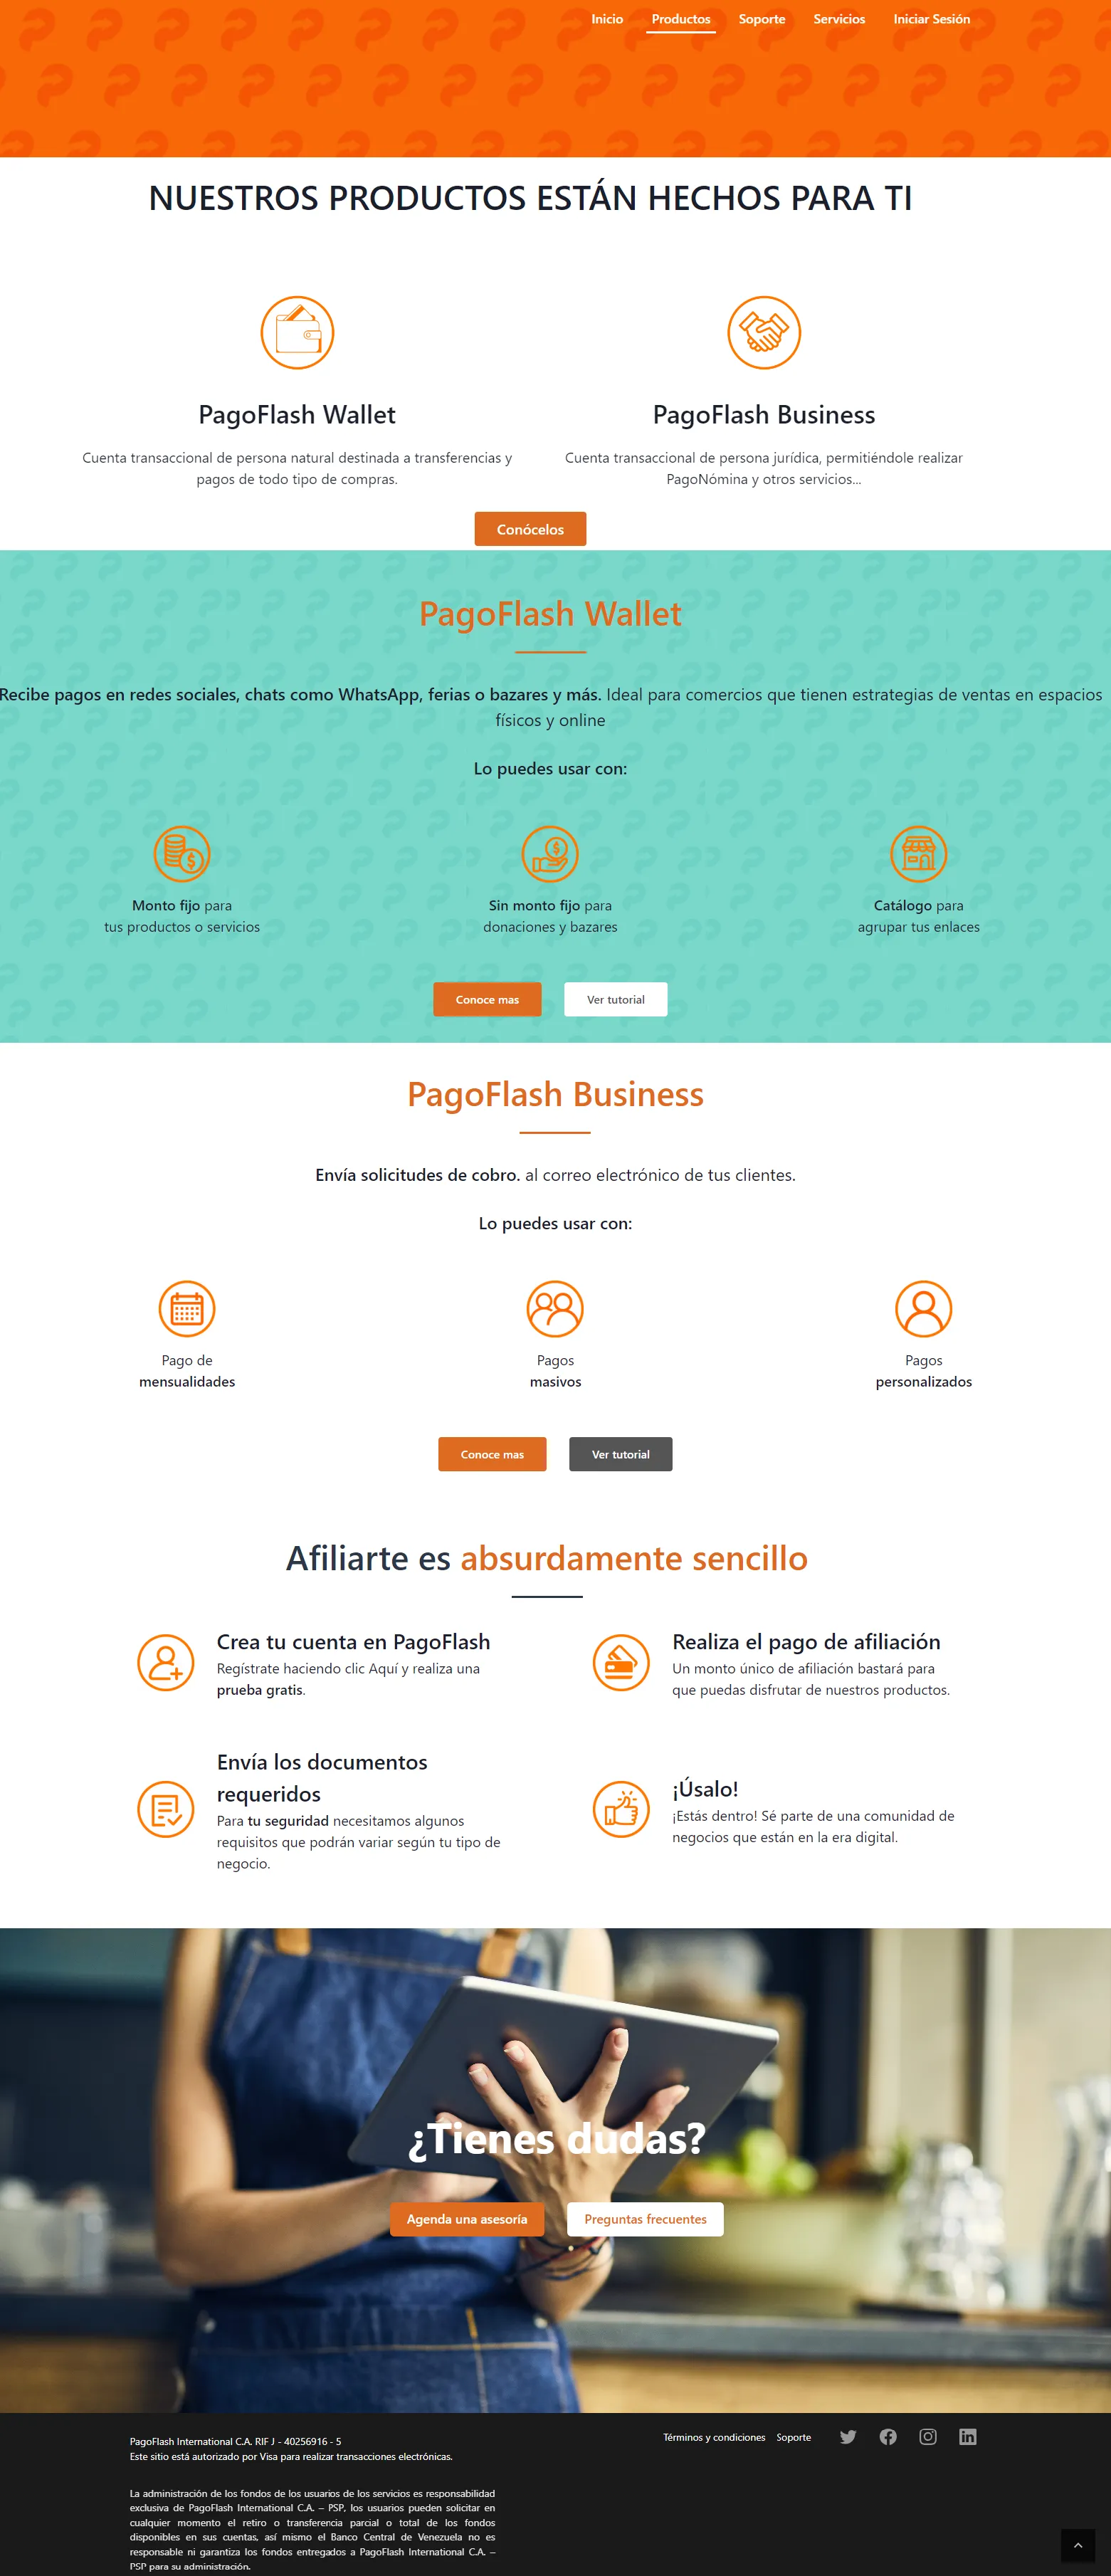 Inicio Productos Soporte Servicios Iniciar Sesión
NUESTROS PRODUCTOS ESTÁN HECHOS PARA TI
PagoFlash Wallet
Cuenta transaccional de persona natural destinada a transferencias y
pagos de todo tipo de compras.
PagoFlash Business
Cuenta transaccional de persona jurídica, permitiéndole realizar
PagoNómina y otros servicios...
Conócelos
PagoFlash Wallet
Recibe pagos en redes sociales, chats como WhatsApp, ferias o bazares y más. Ideal para comercios que tienen estrategias de ventas en espacios
físicos y online
Lo puedes usar con:
Monto fijo para
tus productos o servicios
Sin monto fijo para
donaciones y bazares
Catálogo para
agrupar tus enlaces
Conoce mas
Ver tutorial
PagoFlash Business
Envía solicitudes de cobro. al correo electrónico de tus clientes.
Lo puedes usar con:
Pago de
mensualidades
Pagos
masivos
Pagos
personalizados
Conoce mas
Ver tutorial
Afiliarte es absurdamente sencillo
Crea tu cuenta en PagoFlash
Regístrate haciendo clic Aquí y realiza una
prueba gratis.
Realiza el pago de afiliación
Un monto único de afiliación bastará para
que puedas disfrutar de nuestros productos.
Envía los documentos
requeridos
Para tu seguridad necesitamos algunos
requisitos que podrán variar según tu tipo de
negocio.
¡Úsalo!
¡Estás dentro! Sé parte de una comunidad de
negocios que están en la era digital.
¿Tienes dudas?
Agenda una asesoría
Preguntas frecuentes
PagoFlash International C.A. RIF J - 40256916 - 5
Este sitio está autorizado por Visa para realizar transacciones electrónicas.
Términos y condiciones Soporte
La administración de los fondos de los usuarios de los servicios es responsabilidad
exclusiva de PagoFlash International C.A. – PSP, los usuarios pueden solicitar en
cualquier momento el retiro o transferencia parcial o total de los fondos
disponibles en sus cuentas, así mismo el Banco Central de Venezuela no es
responsable ni garantiza los fondos entregados a PagoFlash International C.A. –
PSP para su administración.